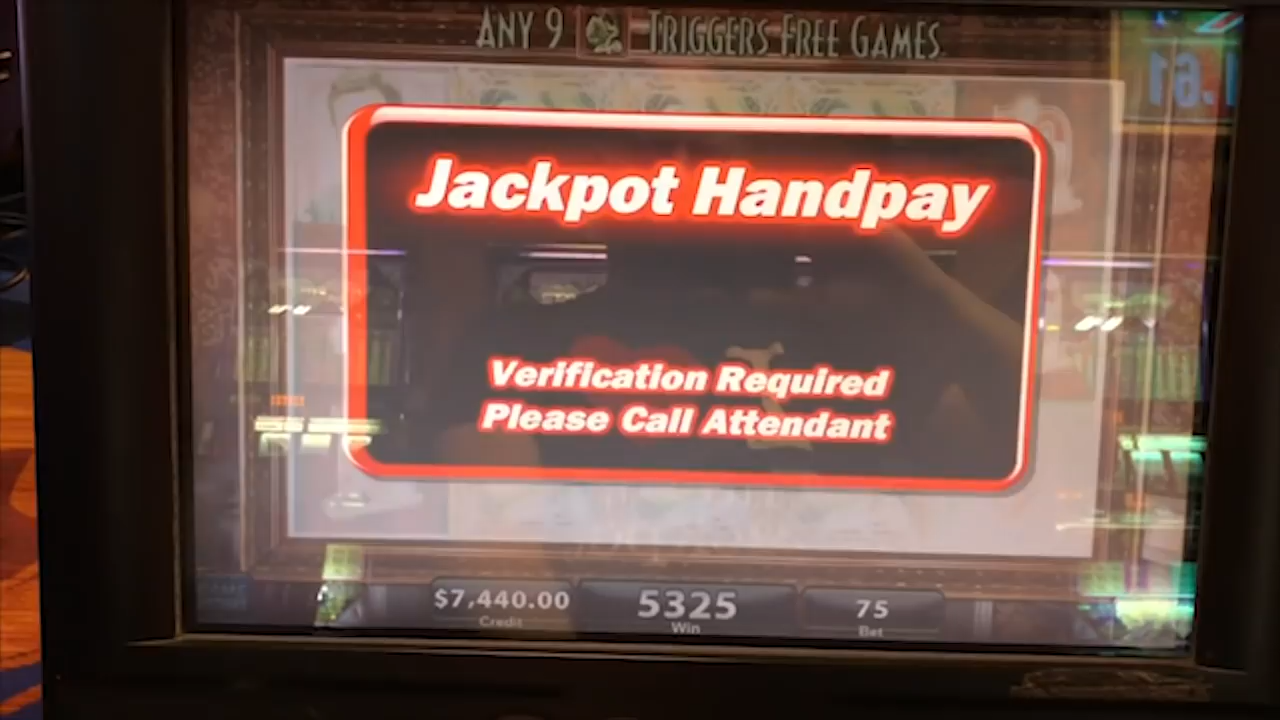 ANY 9 TRIGGERS FREE GAMES
Jackpot Handpay
Verification Required
Please Call Attendant
$7,440.00 5325 75
Credit Win Bet